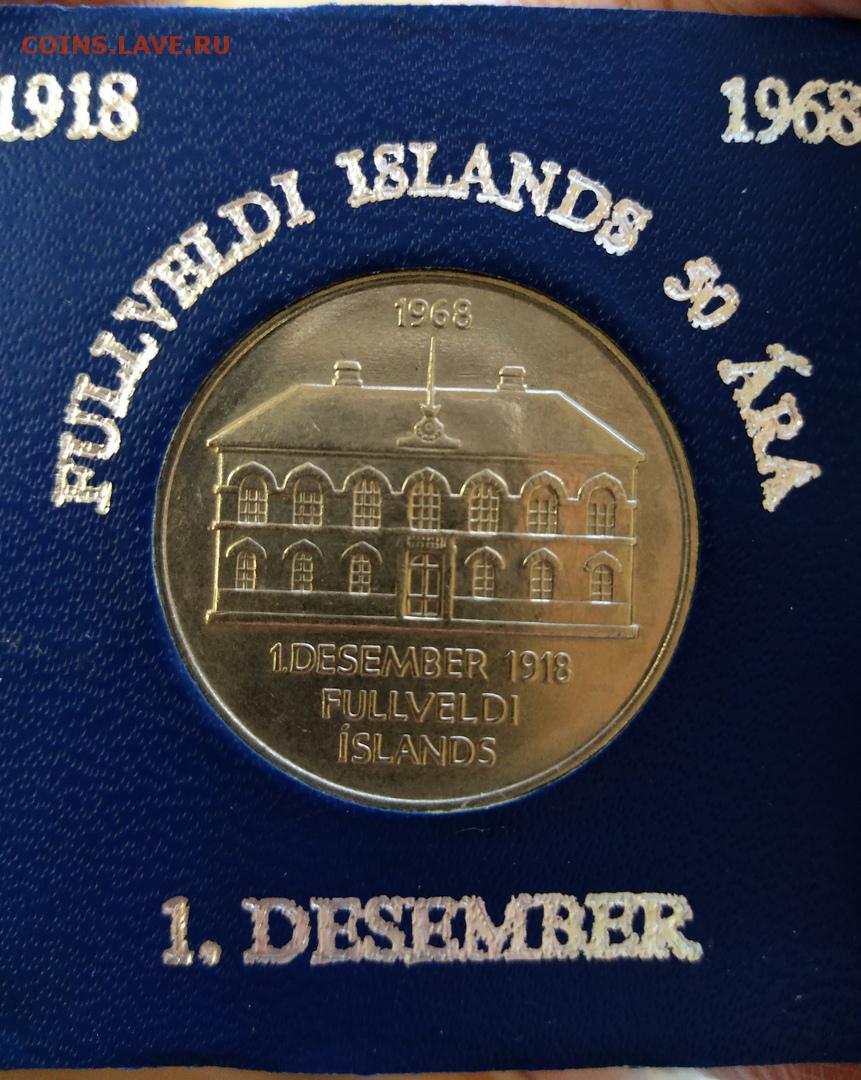 COINS.LAVE.RU
1918 1968
FULLVELDI ISLANDS 50 ÁRA
1968
1.DESEMBER 1918
FULLVELDI
ÍSLANDS
1. DESEMBER